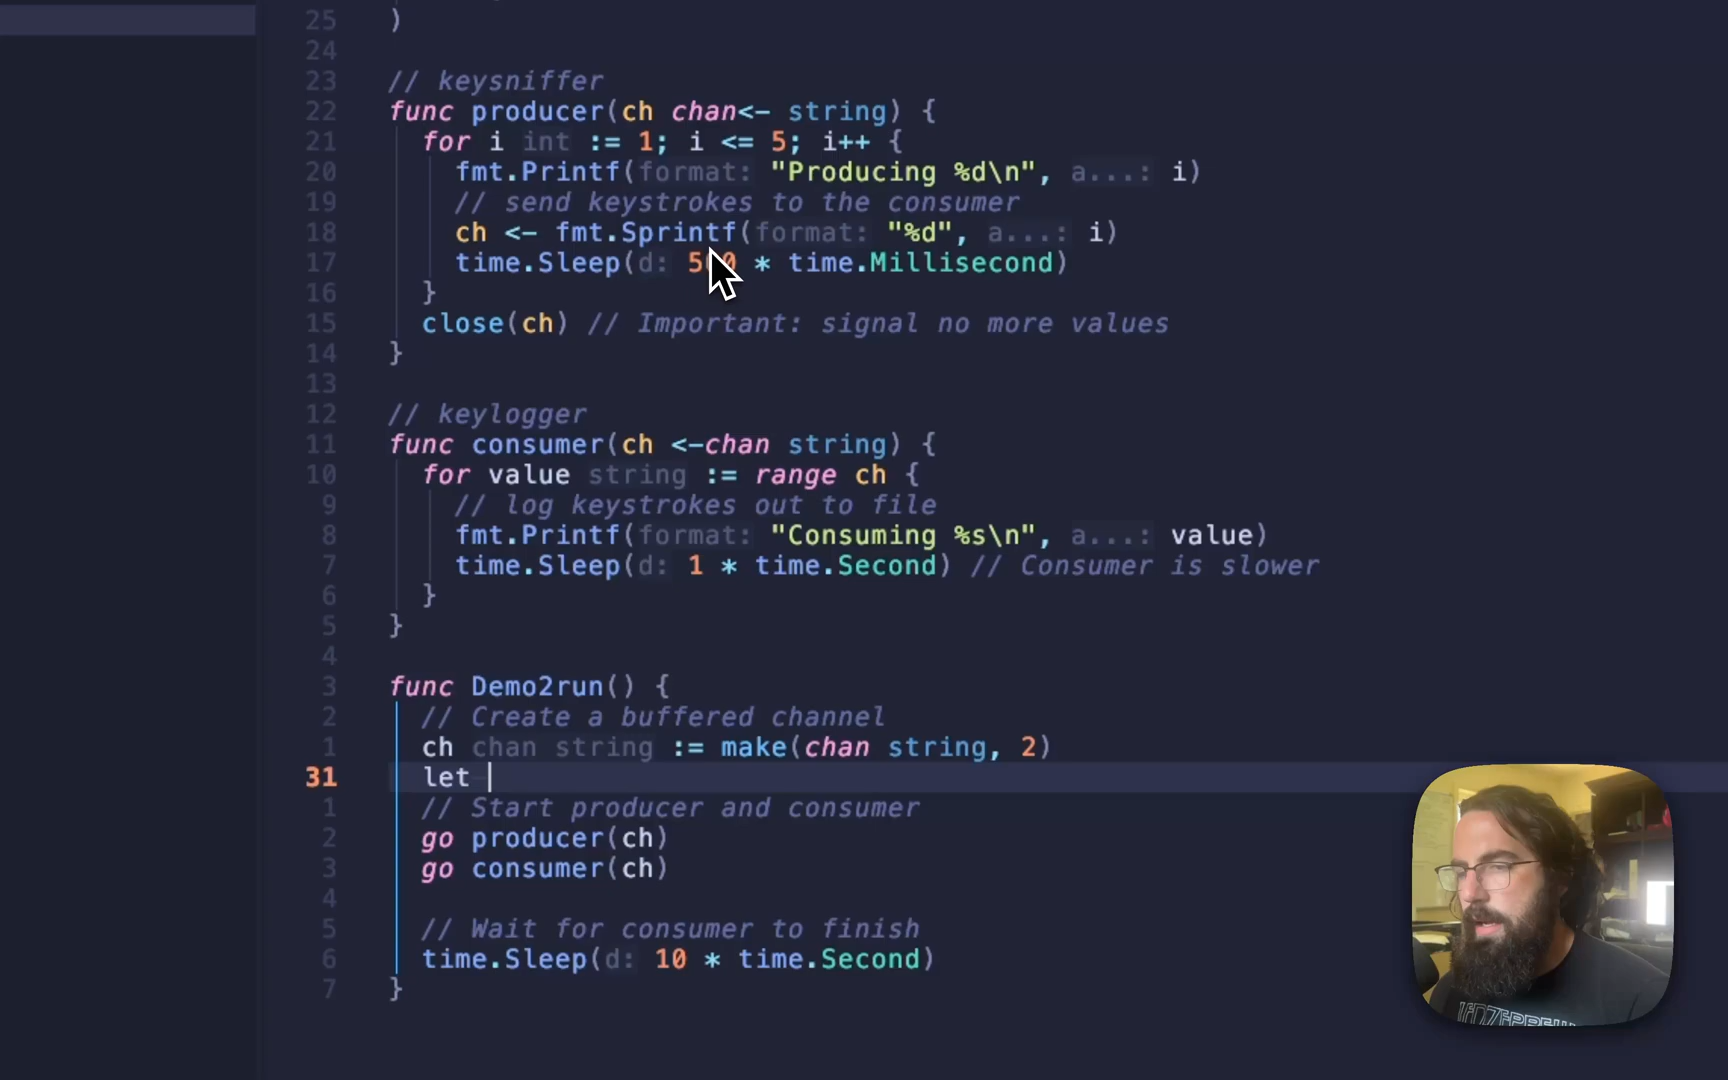 25 )
24
23 // keysniffer
22 func producer(ch chan<- string) {
21 for i int := 1; i <= 5; i++ {
20 fmt.Printf(format: "Producing %d\n", a...: i)
19 // send keystrokes to the consumer
18 ch <- fmt.Sprintf(format: "%d", a...: i)
17 time.Sleep(d: 500 * time.Millisecond)
16 }
15 close(ch) // Important: signal no more values
14 }
13
12 // keylogger
11 func consumer(ch <-chan string) {
10 for value string := range ch {
9 // log keystrokes out to file
8 fmt.Printf(format: "Consuming %s\n", a...: value)
7 time.Sleep(d: 1 * time.Second) // Consumer is slower
6 }
5 }
4
3 func Demo2run() {
2 // Create a buffered channel
1 ch chan string := make(chan string, 2)
31 let
1 // Start producer and consumer
2 go producer(ch)
3 go consumer(ch)
4
5 // Wait for consumer to finish
6 time.Sleep(d: 10 * time.Second)
7 }